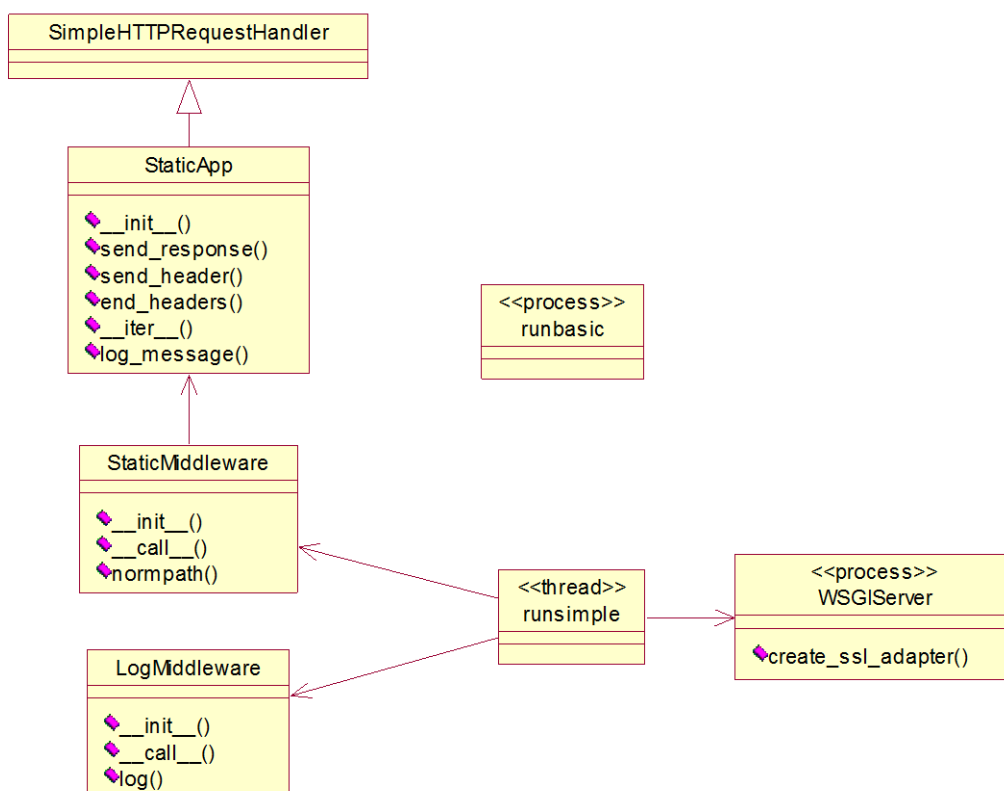 SimpleHTTPRequestHandler
StaticApp
__init__()
send_response()
send_header()
end_headers()
__iter__()
log_message()
<<process>>
runbasic
StaticMiddleware
__init__()
__call__()
normpath()
<<thread>>
runsimple
<<process>>
WSGIServer
create_ssl_adapter()
LogMiddleware
__init__()
__call__()
log()